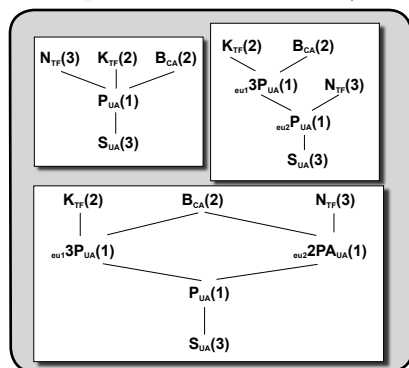 N_TF(3) K_TF(2) B_CA(2)
P_UA(1)
S_UA(3)
K_TF(2) B_CA(2)
eu1 3P_UA(1) N_TF(3)
eu2 P_UA(1)
S_UA(3)
K_TF(2) B_CA(2) N_TF(3)
eu1 3P_UA(1) eu2 2PA_UA(1)
P_UA(1)
S_UA(3)